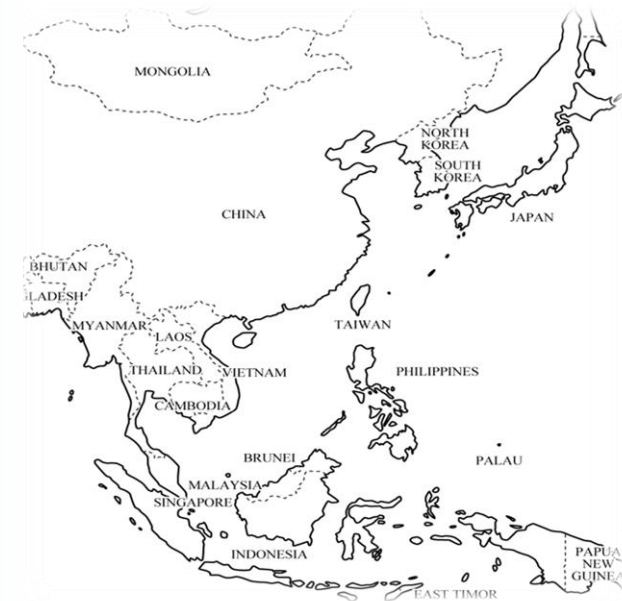 MONGOLIA
NORTH
KOREA
SOUTH
KOREA
CHINA
JAPAN
BHUTAN
LADESH
TAIWAN
MYANMAR
LAOS
THAILAND
VIETNAM
PHILIPPINES
CAMBODIA
BRUNEI
PALAU
MALAYSIA
SINGAPORE
INDONESIA
PAPUA
NEW
GUINEA
EAST TIMOR